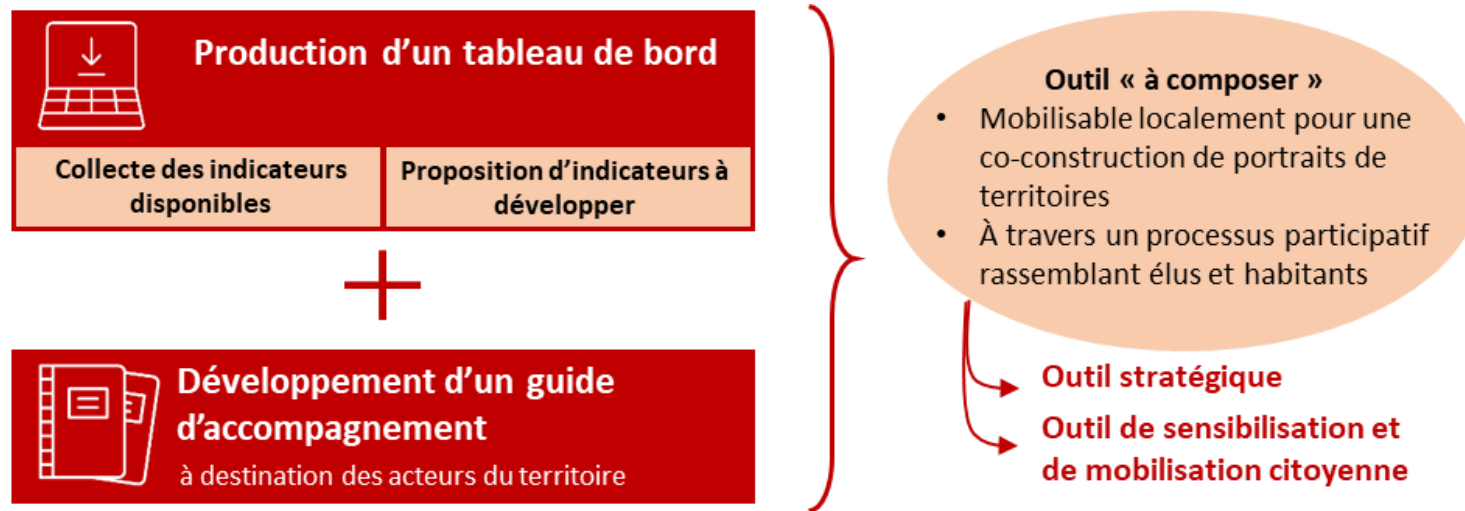 Production d’un tableau de bord
Collecte des indicateurs
disponibles
Proposition d’indicateurs à
développer
Développement d’un guide
d’accompagnement
à destination des acteurs du territoire
Outil « à composer »
• Mobilisable localement pour une
co-construction de portraits de
territoires
• À travers un processus participatif
rassemblant élus et habitants
Outil stratégique
Outil de sensibilisation et
de mobilisation citoyenne